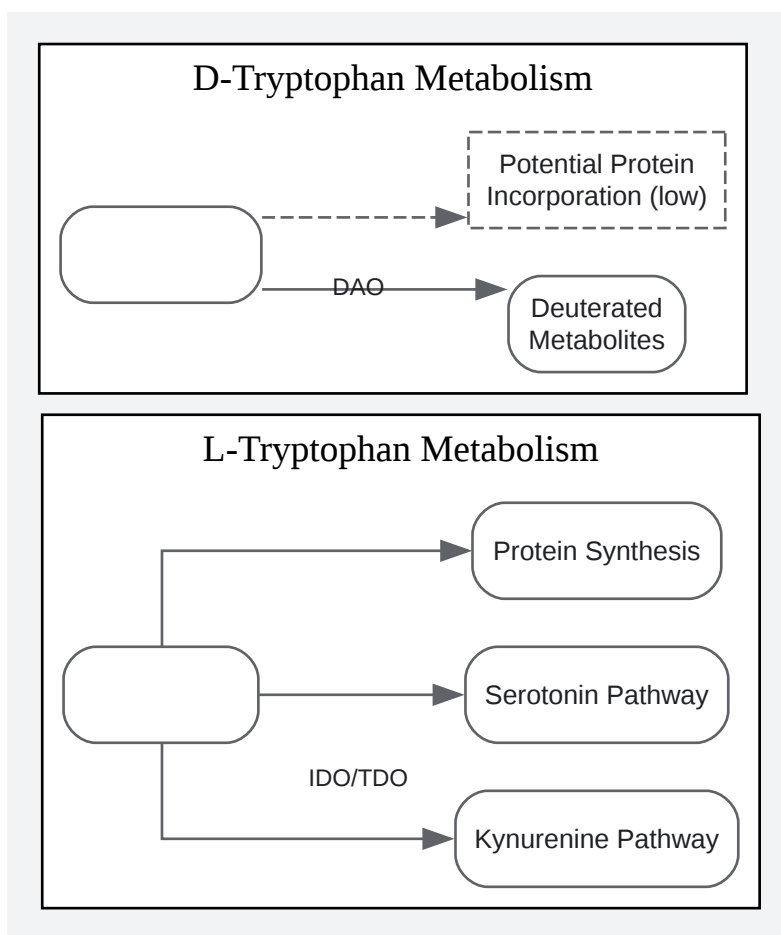 D-Tryptophan Metabolism
Potential Protein
Incorporation (low)
DAO
Deuterated
Metabolites
L-Tryptophan Metabolism
Protein Synthesis
Serotonin Pathway
IDO/TDO
Kynurenine Pathway